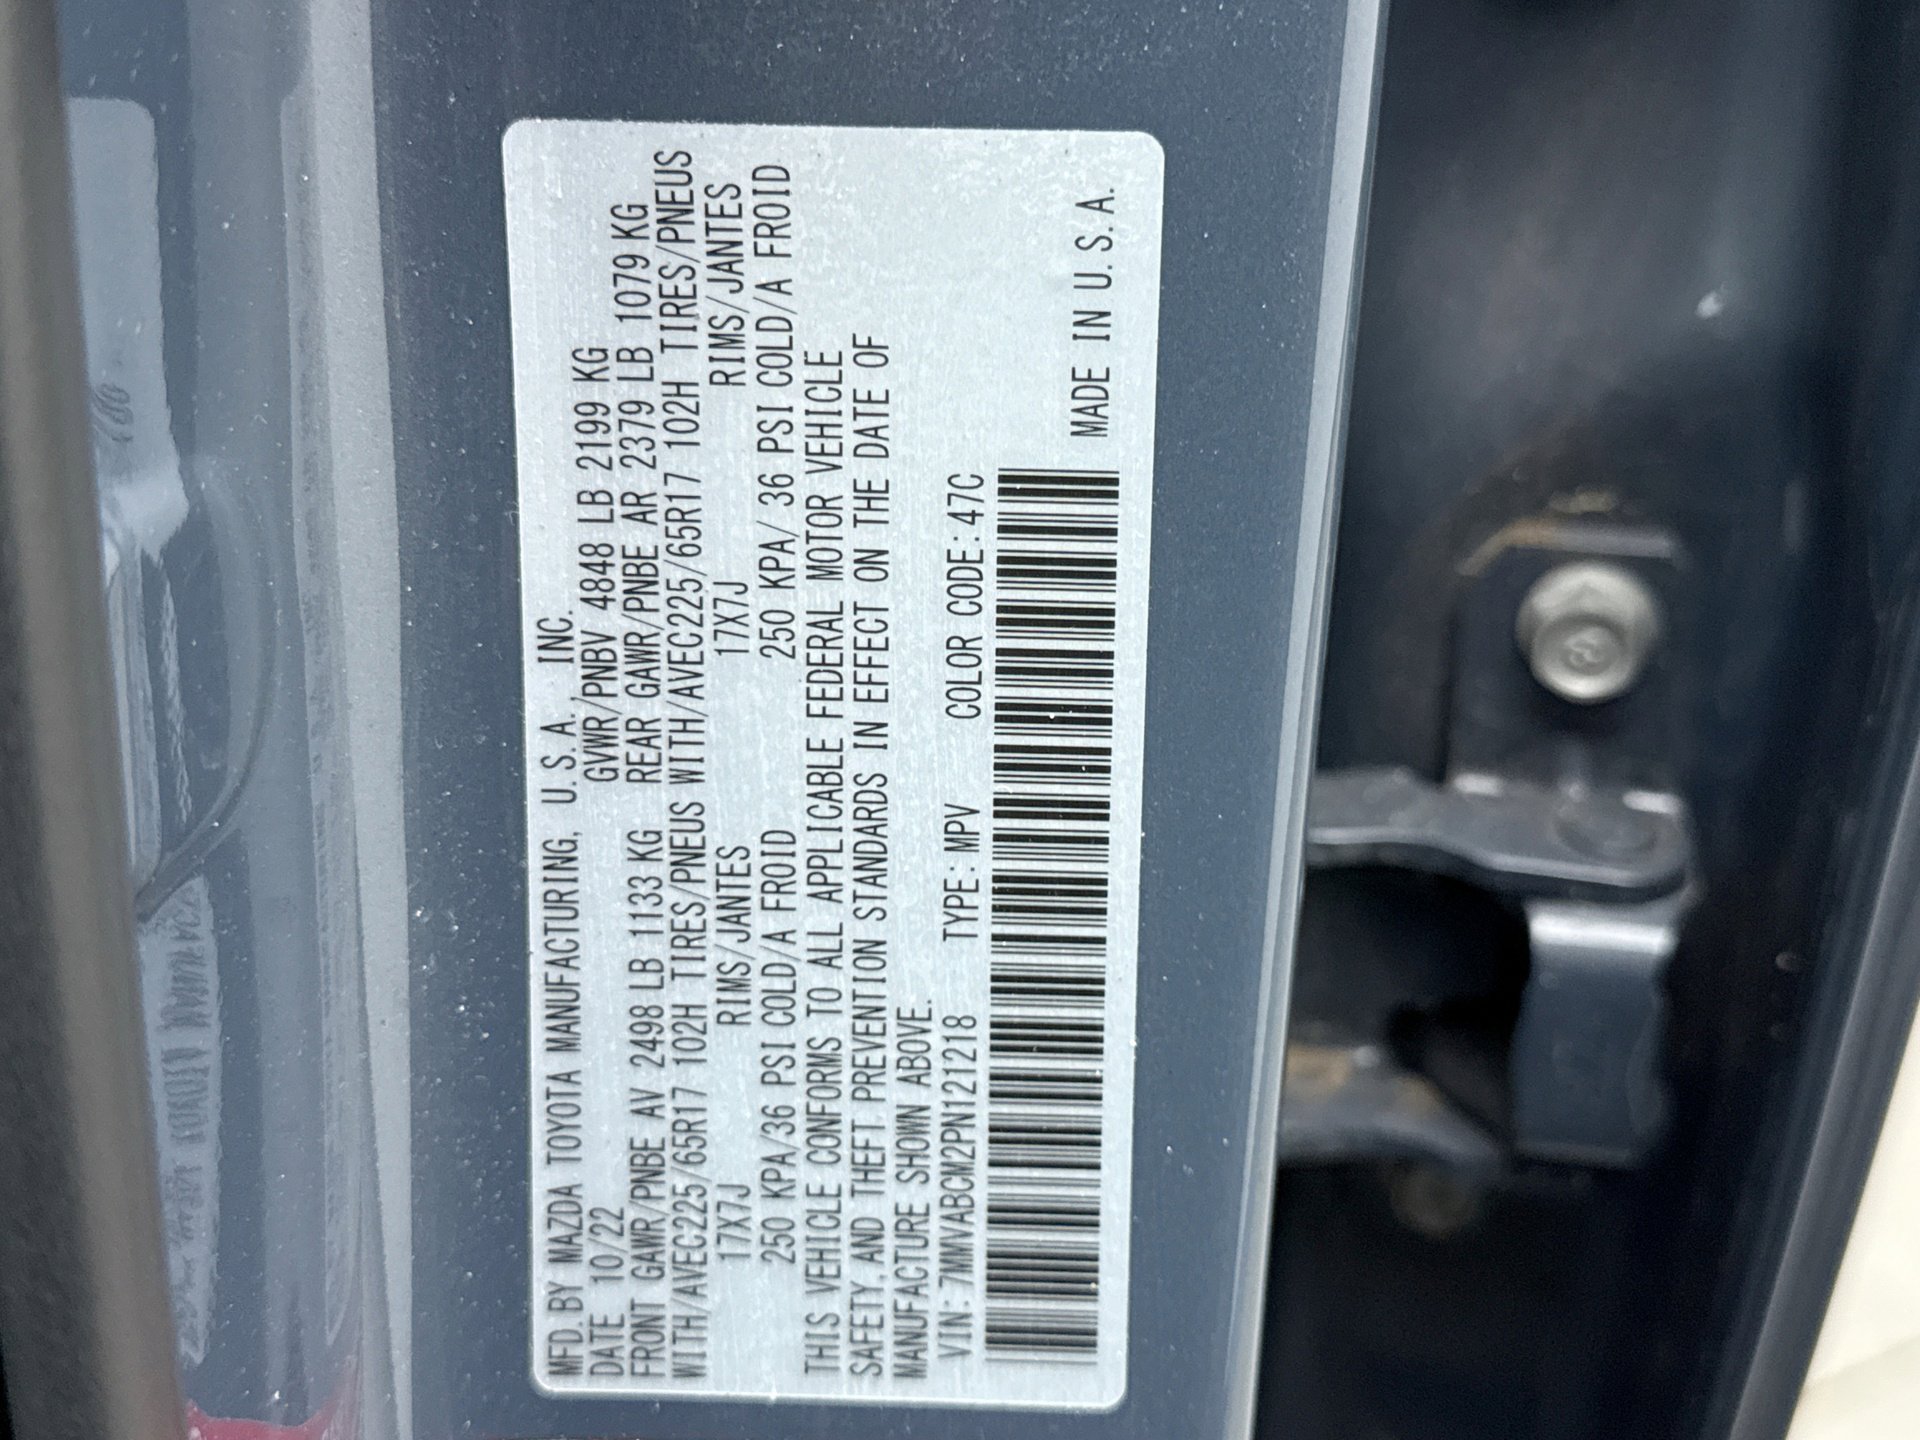 MFD.BY MAZDA TOYOTA MANUFACTURING, U.S.A. INC.
DATE 10/22 GVWR/PNBV 4848 LB 2199 KG
FRONT GAWR/PNBE AV 2498 LB 1133 KG REAR GAWR/PNBE AR 2379 LB 1079 KG
WITH/AVEC225/65R17 102H TIRES/PNEUS WITH/AVEC225/65R17 102H TIRES/PNEUS
17X7J RIMS/JANTES 17X7J RIMS/JANTES
250 KPA/36 PSI COLD/A FROID 250 KPA/ 36 PSI COLD/A FROID
THIS VEHICLE CONFORMS TO ALL APPLICABLE FEDERAL MOTOR VEHICLE
SAFETY, AND THEFT PREVENTION STANDARDS IN EFFECT ON THE DATE OF
MANUFACTURE SHOWN ABOVE.
VIN: 7MMVABCM2PN121218 TYPE: MPV COLOR CODE:47C
MADE IN U.S.A.